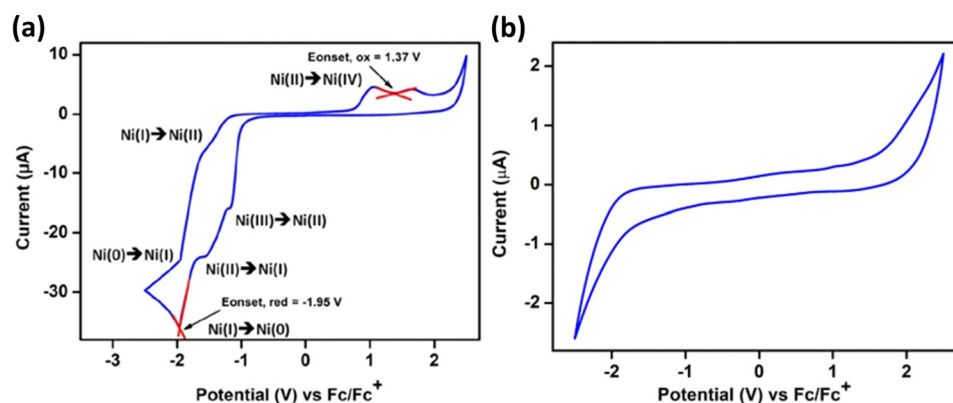 (a)
10
0
-10
-20
-30
Current (µA)
Eonset, ox = 1.37 V
Ni(II)➔Ni(IV)
Ni(I)➔Ni(II)
Ni(III)➔Ni(II)
Ni(0)➔Ni(I)
Ni(II)➔Ni(I)
Eonset, red = -1.95 V
Ni(I)➔Ni(0)
-3 -2 -1 0 1 2
Potential (V) vs Fc/Fc+
(b)
2
1
0
-1
-2
Current (µA)
-2 -1 0 1 2
Potential (V) vs Fc/Fc+